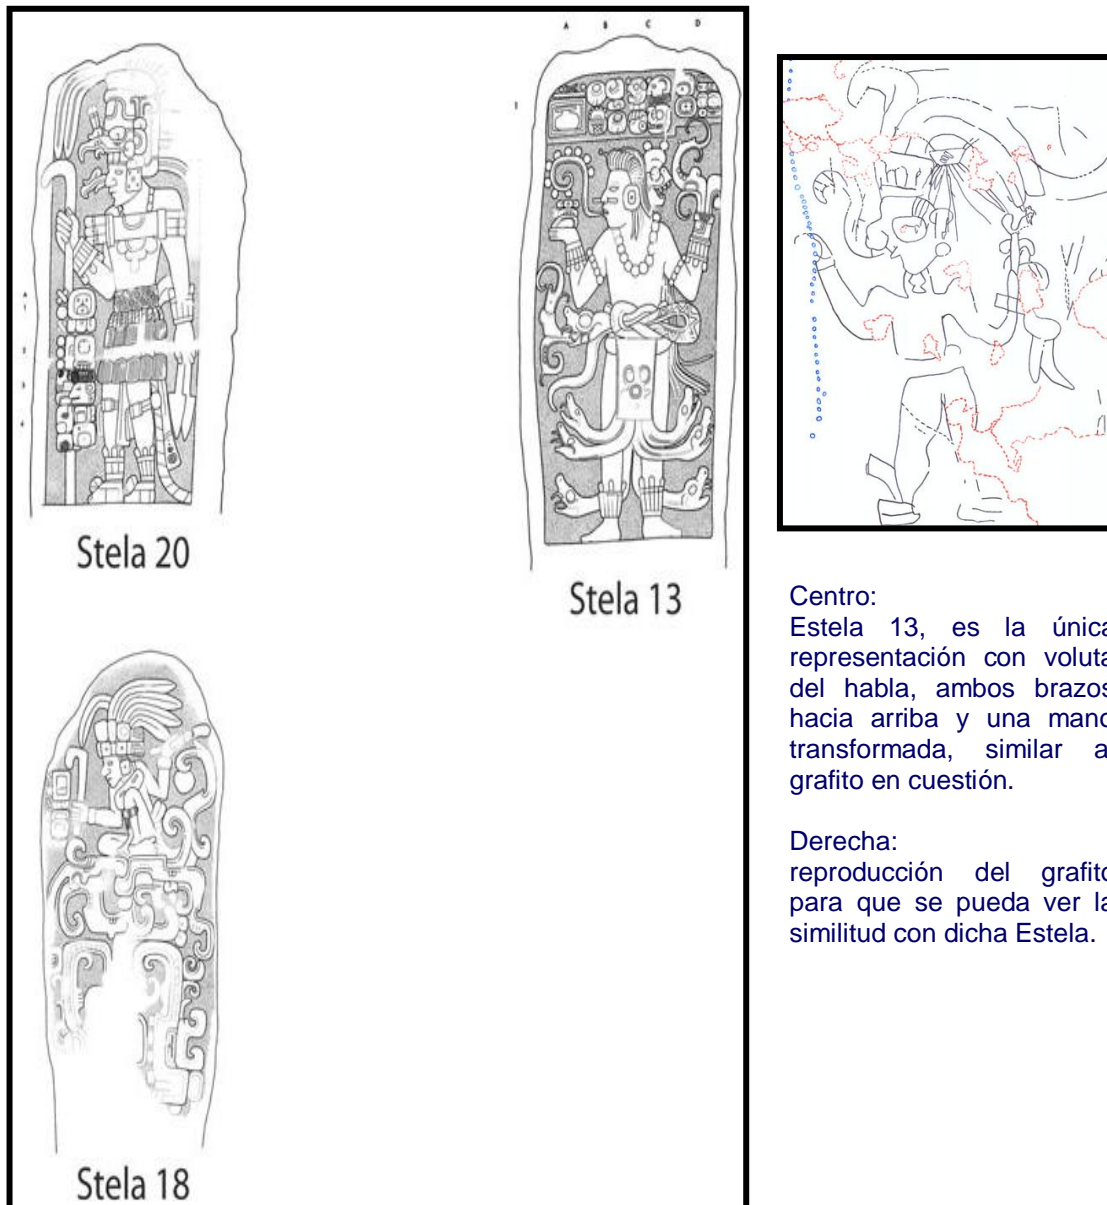 A B C D
1
Stela 20
Stela 13
Stela 18
Centro:
Estela 13, es la única
representación con voluta
del habla, ambos brazos
hacia arriba y una mano
transformada, similar a
grafito en cuestión.
Derecha:
reproducción del grafito
para que se pueda ver la
similitud con dicha Estela.